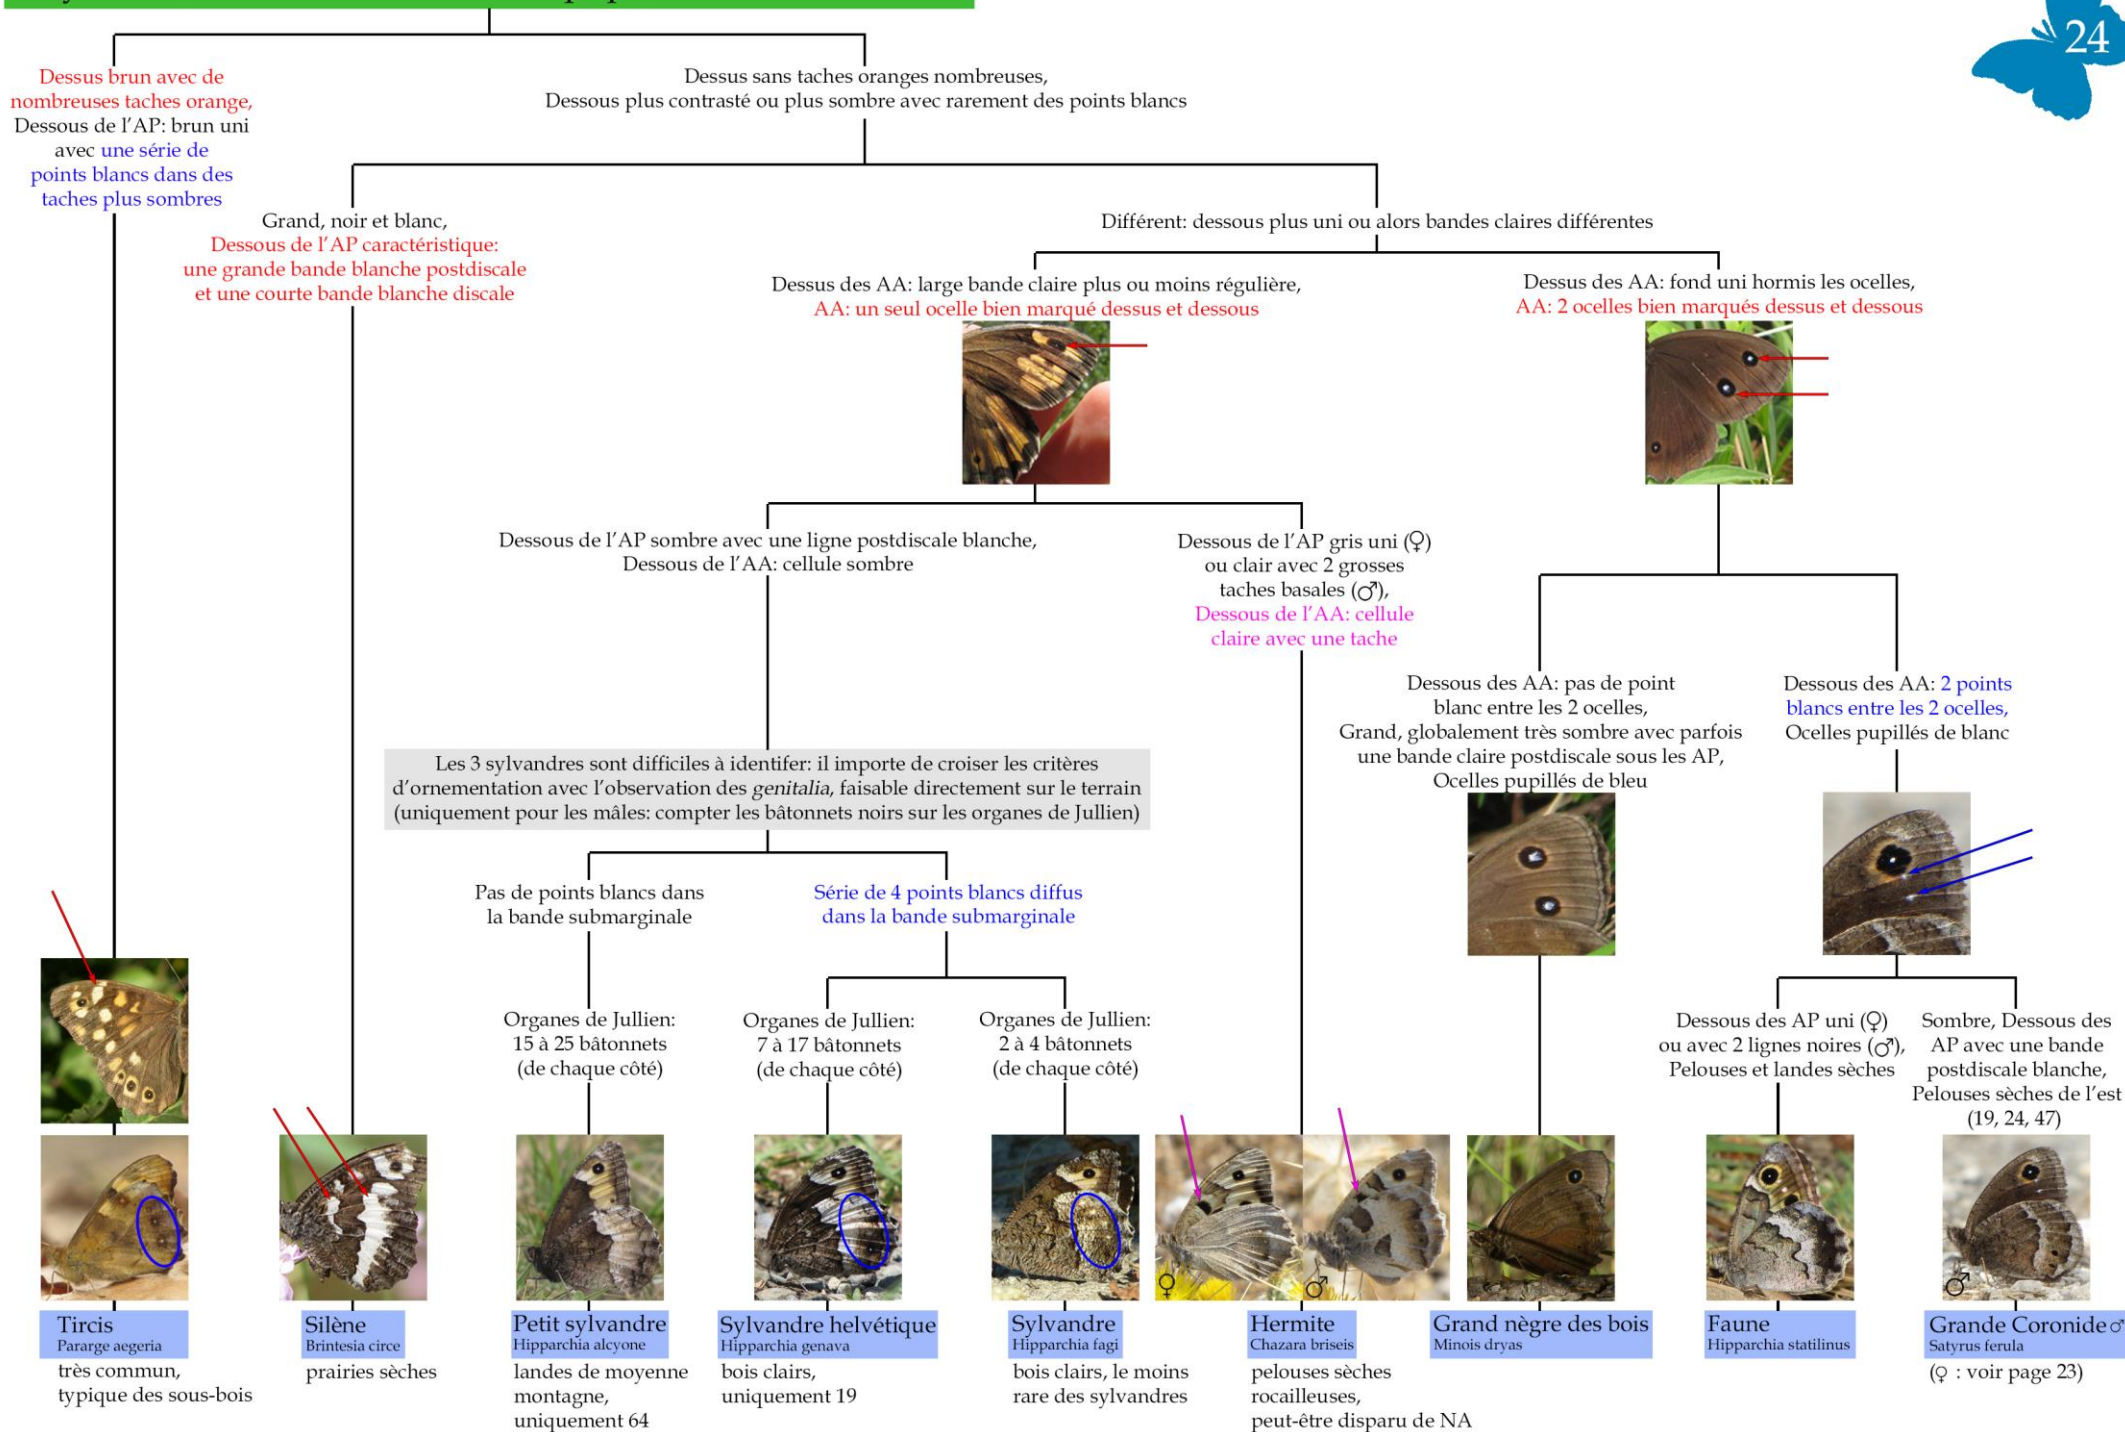 24
Dessus brun avec de
nombreuses taches orange,
Dessous de l'AP: brun uni
avec une série de
points blancs dans des
taches plus sombres
Dessus sans taches oranges nombreuses,
Dessous plus contrasté ou plus sombre avec rarement des points blancs
Grand, noir et blanc,
Dessous de l'AP caractéristique:
une grande bande blanche postdiscale
et une courte bande blanche discale
Différent: dessous plus uni ou alors bandes claires différentes
Dessus des AA: large bande claire plus ou moins régulière,
AA: un seul ocelle bien marqué dessus et dessous
Dessus des AA: fond uni hormis les ocelles,
AA: 2 ocelles bien marqués dessus et dessous
Dessous de l'AP sombre avec une ligne postdiscale blanche,
Dessous de l'AA: cellule sombre
Dessous de l'AP gris uni (♀)
ou clair avec 2 grosses
taches basales (♂),
Dessous de l'AA: cellule
claire avec une tache
Dessous des AA: pas de point
blanc entre les 2 ocelles,
Grand, globalement très sombre avec parfois
une bande claire postdiscale sous les AP,
Ocelles pupillés de bleu
Dessous des AA: 2 points
blancs entre les 2 ocelles,
Ocelles pupillés de blanc
Les 3 sylvandres sont difficiles à identifer: il importe de croiser les critères
d'ornementation avec l'observation des genitalia, faisable directement sur le terrain
(uniquement pour les mâles: compter les bâtonnets noirs sur les organes de Jullien)
Pas de points blancs dans
la bande submarginale
Série de 4 points blancs diffus
dans la bande submarginale
Organes de Jullien:
15 à 25 bâtonnets
(de chaque côté)
Organes de Jullien:
7 à 17 bâtonnets
(de chaque côté)
Organes de Jullien:
2 à 4 bâtonnets
(de chaque côté)
Dessous des AP uni (♀)
ou avec 2 lignes noires (♂),
Pelouses et landes sèches
Sombre, Dessous des
AP avec une bande
postdiscale blanche,
Pelouses sèches de l'est
(19, 24, 47)
♀
♂
♂
Tircis
Pararge aegeria
très commun,
typique des sous-bois
Silène
Brintesia circe
prairies sèches
Petit sylvandre
Hipparchia alcyone
landes de moyenne
montagne,
uniquement 64
Sylvandre helvétique
Hipparchia genava
bois clairs,
uniquement 19
Sylvandre
Hipparchia fagi
bois clairs, le moins
rare des sylvandres
Hermite
Chazara briseis
pelouses sèches
rocailleuses,
peut-être disparu de NA
Grand nègre des bois
Minois dryas
Faune
Hipparchia statilinus
Grande Coronide ♂
Satyrus ferula
(♀ : voir page 23)